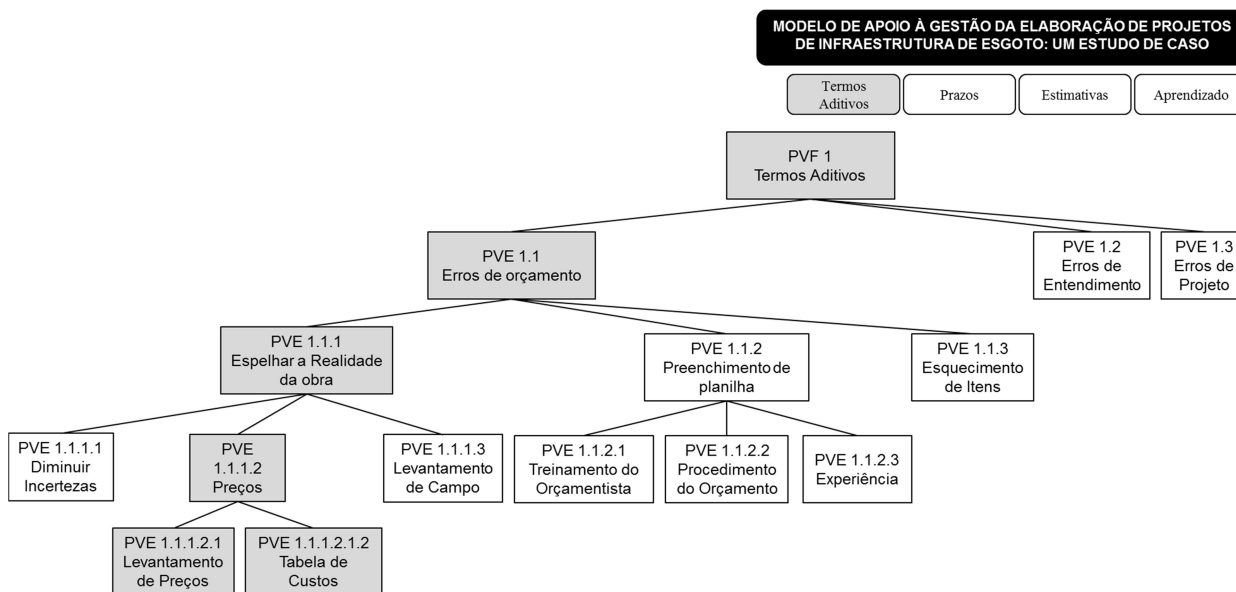 MODELO DE APOIO À GESTÃO DA ELABORAÇÃO DE PROJETOS
DE INFRAESTRUTURA DE ESGOTO: UM ESTUDO DE CASO
Termos
Aditivos
Prazos
Estimativas
Aprendizado
PVF 1
Termos Aditivos
PVE 1.1
Erros de orçamento
PVE 1.2
Erros de
Entendimento
PVE 1.3
Erros de
Projeto
PVE 1.1.1
Espelhar a Realidade
da obra
PVE 1.1.2
Preenchimento de
planilha
PVE 1.1.3
Esquecimento
de Itens
PVE 1.1.1.1
Diminuir
Incertezas
PVE
1.1.1.2
Preços
PVE 1.1.1.3
Levantamento
de Campo
PVE 1.1.2.1
Treinamento do
Orçamentista
PVE 1.1.2.2
Procedimento
do Orçamento
PVE 1.1.2.3
Experiência
PVE 1.1.1.2.1
Levantamento
de Preços
PVE 1.1.1.2.1.2
Tabela de
Custos